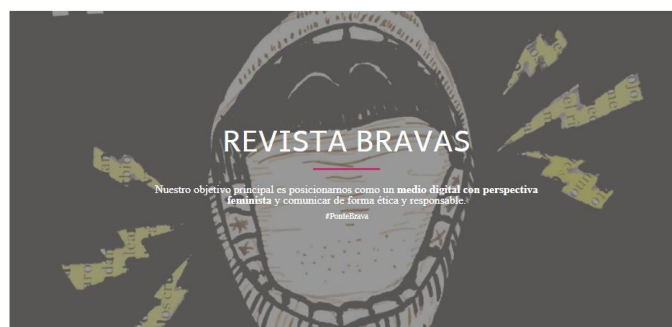 REVISTA BRAVAS
Nuestro objetivo principal es posicionarnos como un medio digital con perspectiva
feminista y comunicar de forma ética y responsable.
#PonteBrava